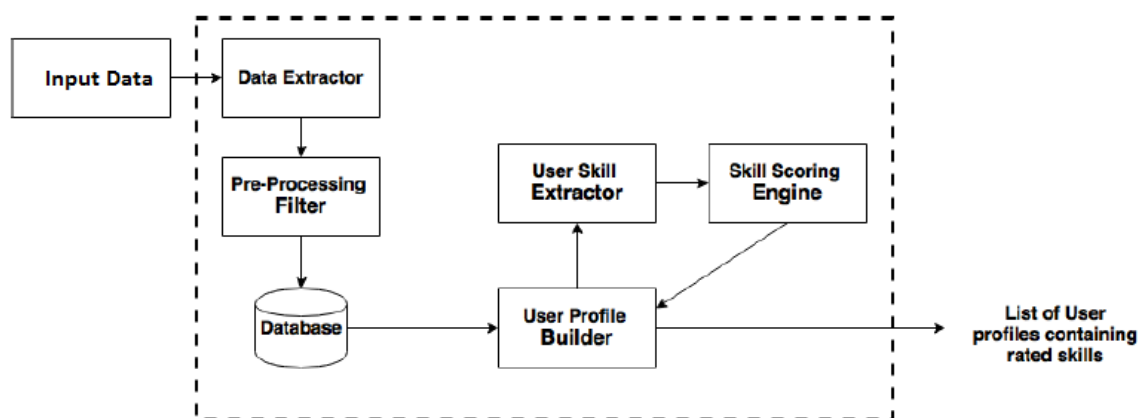 Input Data
Data Extractor
Pre-Processing
Filter
Database
User Skill
Extractor
Skill Scoring
Engine
User Profile
Builder
List of User
profiles containing
rated skills